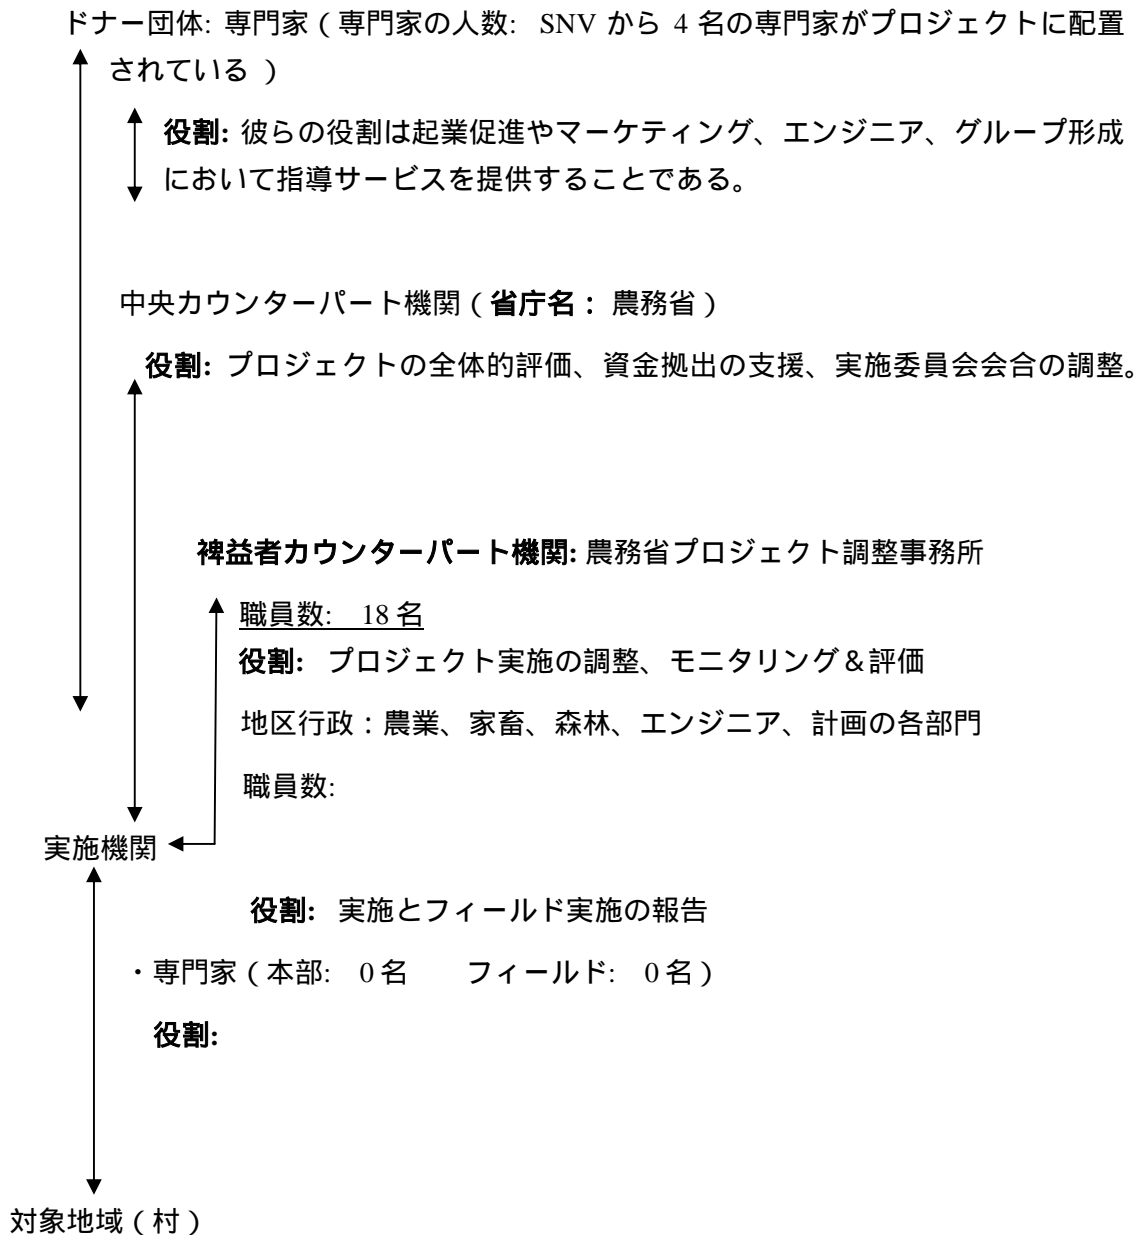 ドナー団体: 専門家（専門家の人数: SNV から 4 名の専門家がプロジェクトに配置
されている ）
役割: 彼らの役割は起業促進やマーケティング、エンジニア、グループ形成
において指導サービスを提供することである。
中央カウンターパート機関（省庁名： 農務省）
役割: プロジェクトの全体的評価、資金拠出の支援、実施委員会会合の調整。
裨益者カウンターパート機関: 農務省プロジェクト調整事務所
職員数: 18 名
役割: プロジェクト実施の調整、モニタリング＆評価
地区行政：農業、家畜、森林、エンジニア、計画の各部門
職員数:
実施機関
役割: 実施とフィールド実施の報告
・専門家（本部: 0 名 フィールド: 0 名）
役割:
対象地域（村）